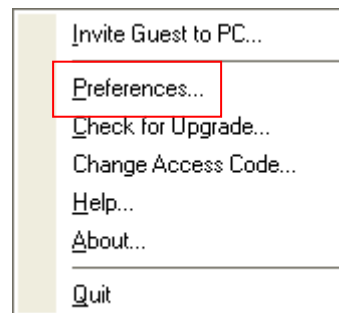 Invite Guest to PC...
Preferences...
Check for Upgrade...
Change Access Code...
Help...
About...
Quit